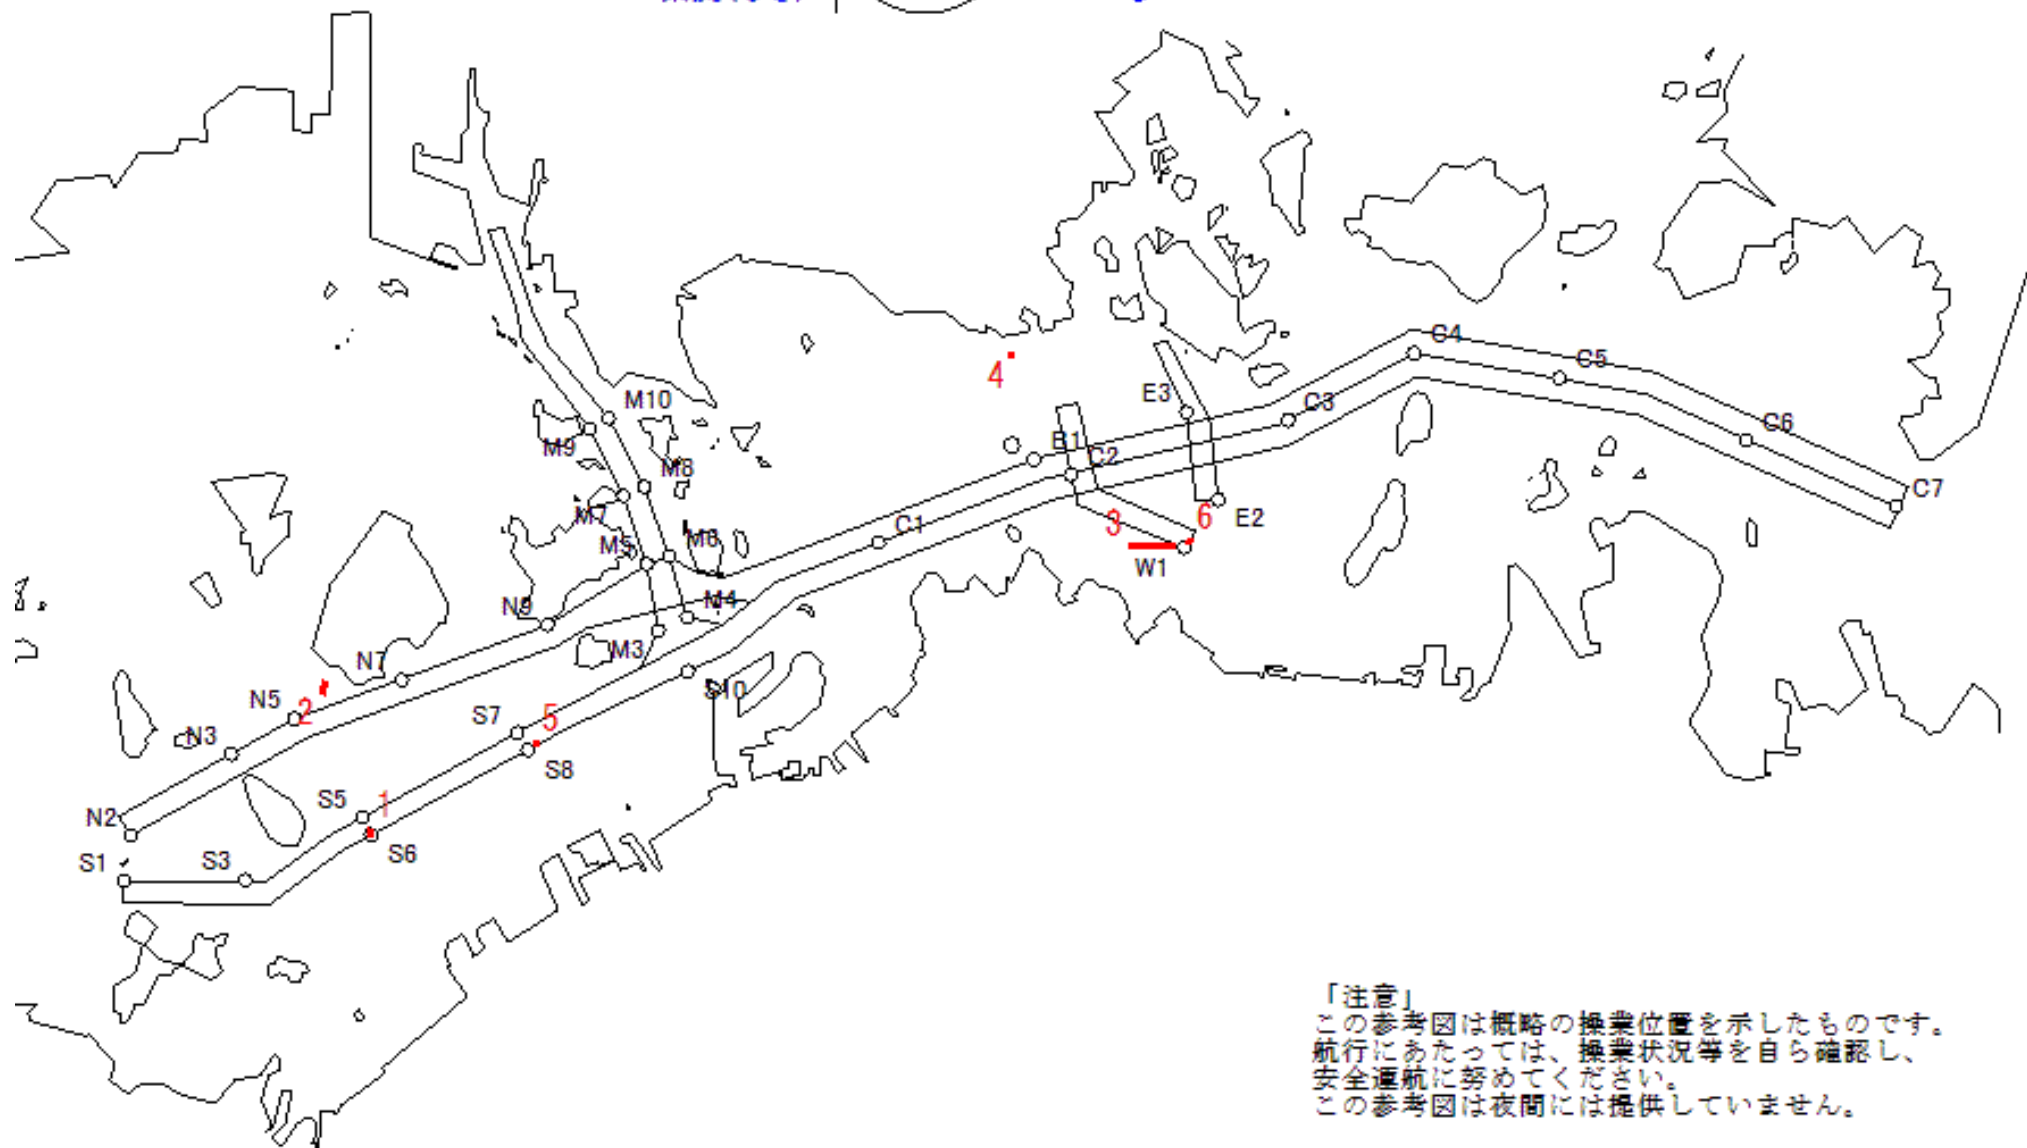 C4
C5
4
E3
M10
C3
C6
B1
M9
C2
M8
C7
M7
3
6
E2
C1
M5
M6
W1
N9
M4
M3
N7
S10
N5
2
S7
5
N3
S8
S5
1
N2
S6
S1
S3
「注意」
この参考図は概略の操業位置を示したものです。
航行にあたっては、操業状況等を自ら確認し、
安全運航に努めてください。
この参考図は夜間には提供していません。